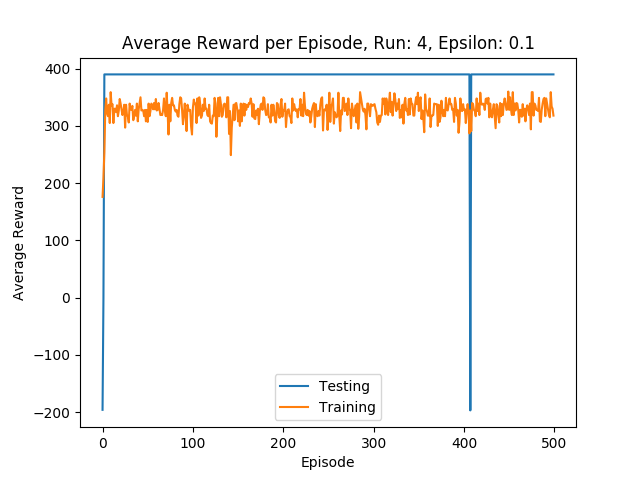 Average Reward per Episode, Run: 4, Epsilon: 0.1
400
300
200
100
0
−100
−200
Average Reward
Testing
Training
0 100 200 300 400 500
Episode